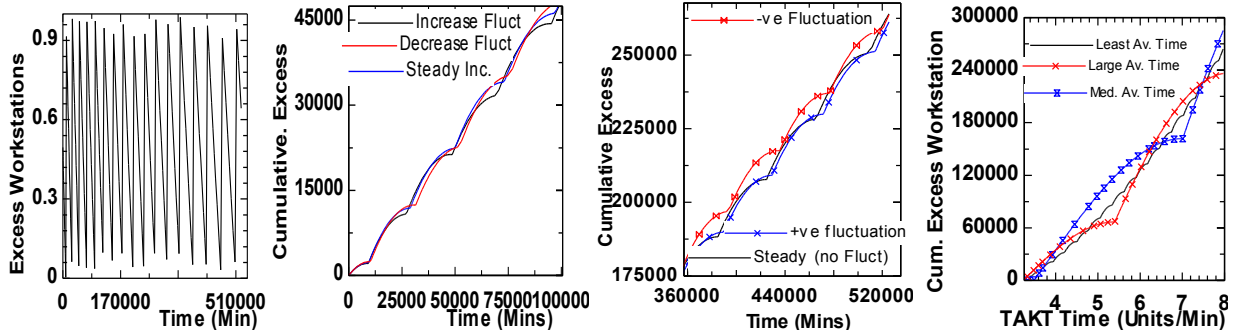 Excess Workstations
0.9
0.6
0.3
0
0
170000
510000
Time (Min)
Cumulative. Excess
45000
30000
15000
0
Increase Fluct
Decrease Fluct
Steady Inc.
0
25000
50000
75000
100000
Time (Mins)
Cumulative Excess
250000
225000
200000
175000
-ve Fluctuation
+ve fluctuation
Steady (no Fluct)
360000
440000
520000
Time (Mins)
Cum. Excess Workstation
300000
240000
180000
120000
60000
0
Least Av. Time
Large Av. Time
Med. Av. Time
4
5
6
7
8
TAKT Time (Units/Min)